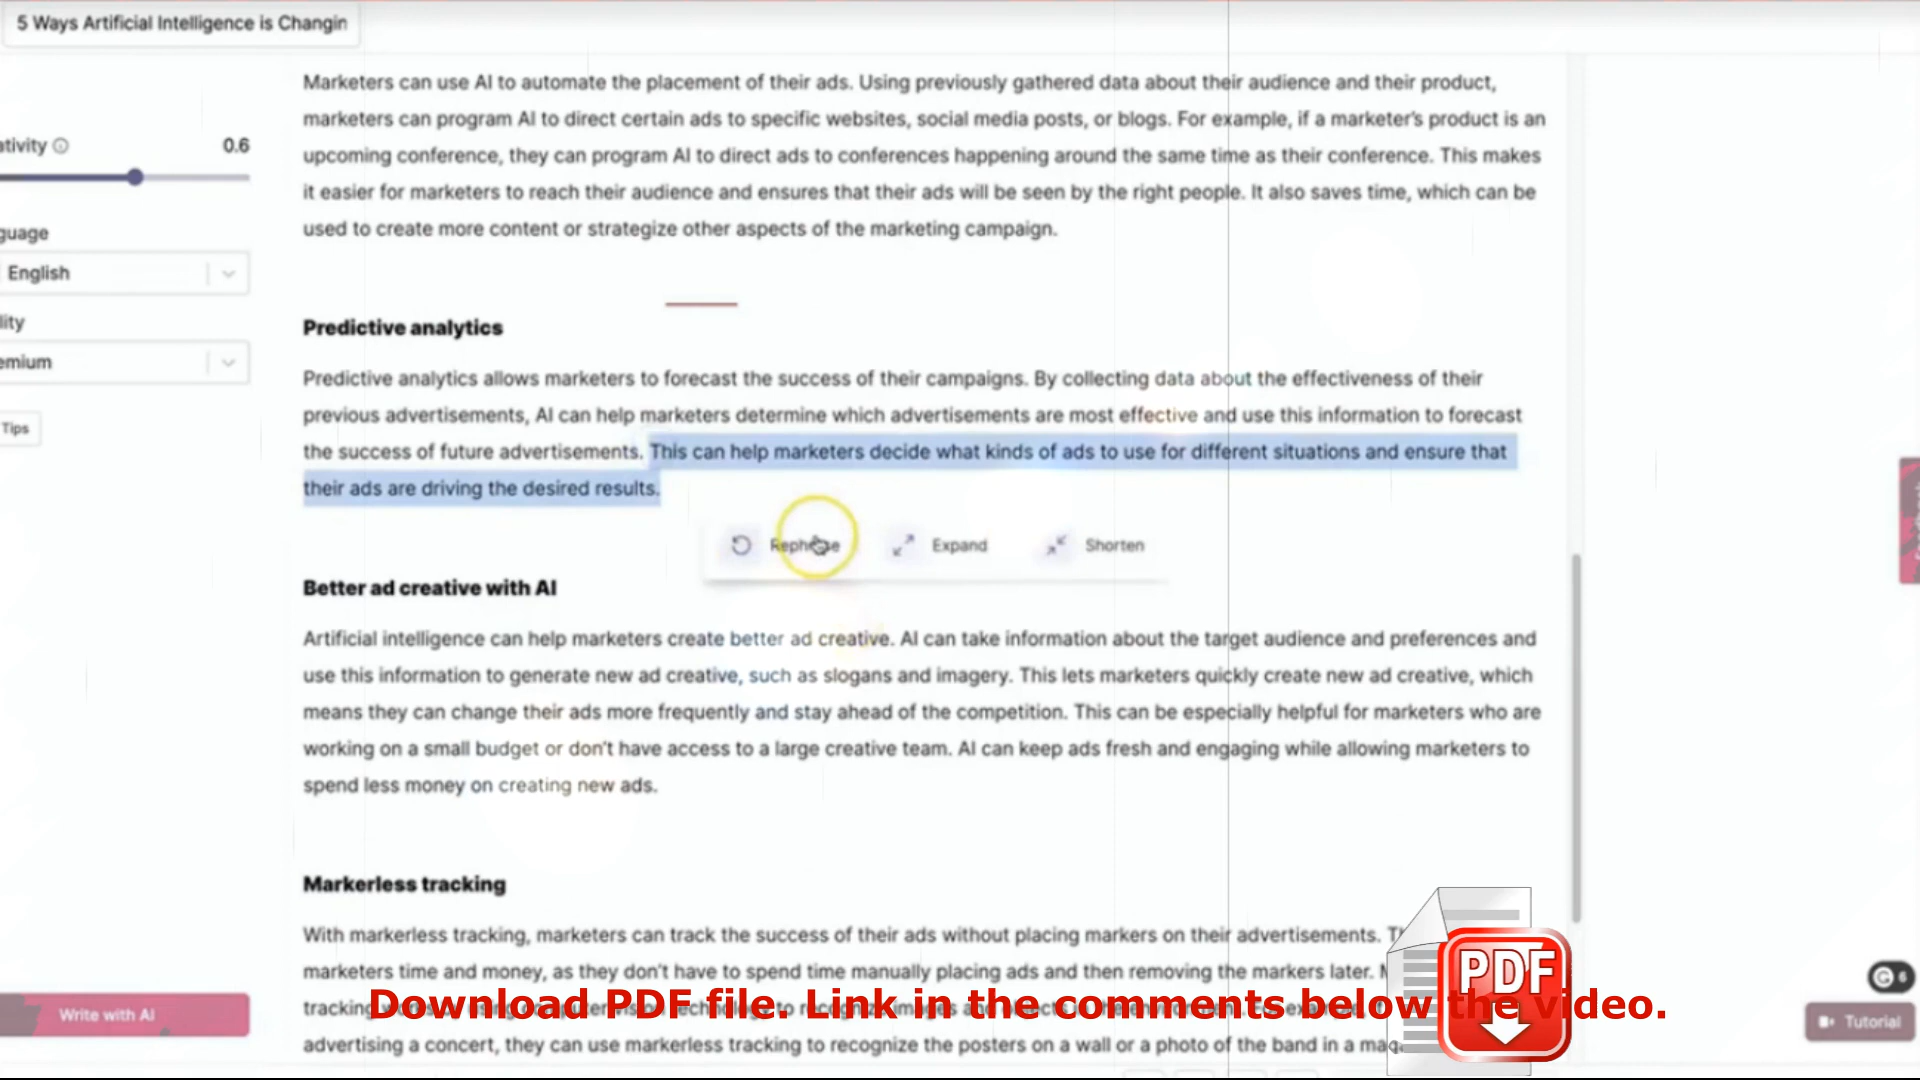 5 Ways Artificial Intelligence is Changin
Marketers can use AI to automate the placement of their ads. Using previously gathered data about their audience and their product,
marketers can program AI to direct certain ads to specific websites, social media posts, or blogs. For example, if a marketer's product is an
upcoming conference, they can program AI to direct ads to conferences happening around the same time as their conference. This makes
it easier for marketers to reach their audience and ensures that their ads will be seen by the right people. It also saves time, which can be
used to create more content or strategize other aspects of the marketing campaign.
ativity 0.6
guage
English
lity
emium
Tips
Predictive analytics
Predictive analytics allows marketers to forecast the success of their campaigns. By collecting data about the effectiveness of their
previous advertisements, AI can help marketers determine which advertisements are most effective and use this information to forecast
the success of future advertisements. This can help marketers decide what kinds of ads to use for different situations and ensure that
their ads are driving the desired results.
Rephrase Expand Shorten
Better ad creative with AI
Artificial intelligence can help marketers create better ad creative. AI can take information about the target audience and preferences and
use this information to generate new ad creative, such as slogans and imagery. This lets marketers quickly create new ad creative, which
means they can change their ads more frequently and stay ahead of the competition. This can be especially helpful for marketers who are
working on a small budget or don't have access to a large creative team. AI can keep ads fresh and engaging while allowing marketers to
spend less money on creating new ads.
Markerless tracking
With markerless tracking, marketers can track the success of their ads without placing markers on their advertisements.
marketers time and money, as they don't have to spend time manually placing ads and then removing the markers later.
tracking
advertising a concert, they can use markerless tracking to recognize the posters on a wall or a photo of the band in a
Download PDF file. Link in the comments below the video.
PDF
Write with AI
Tutorial